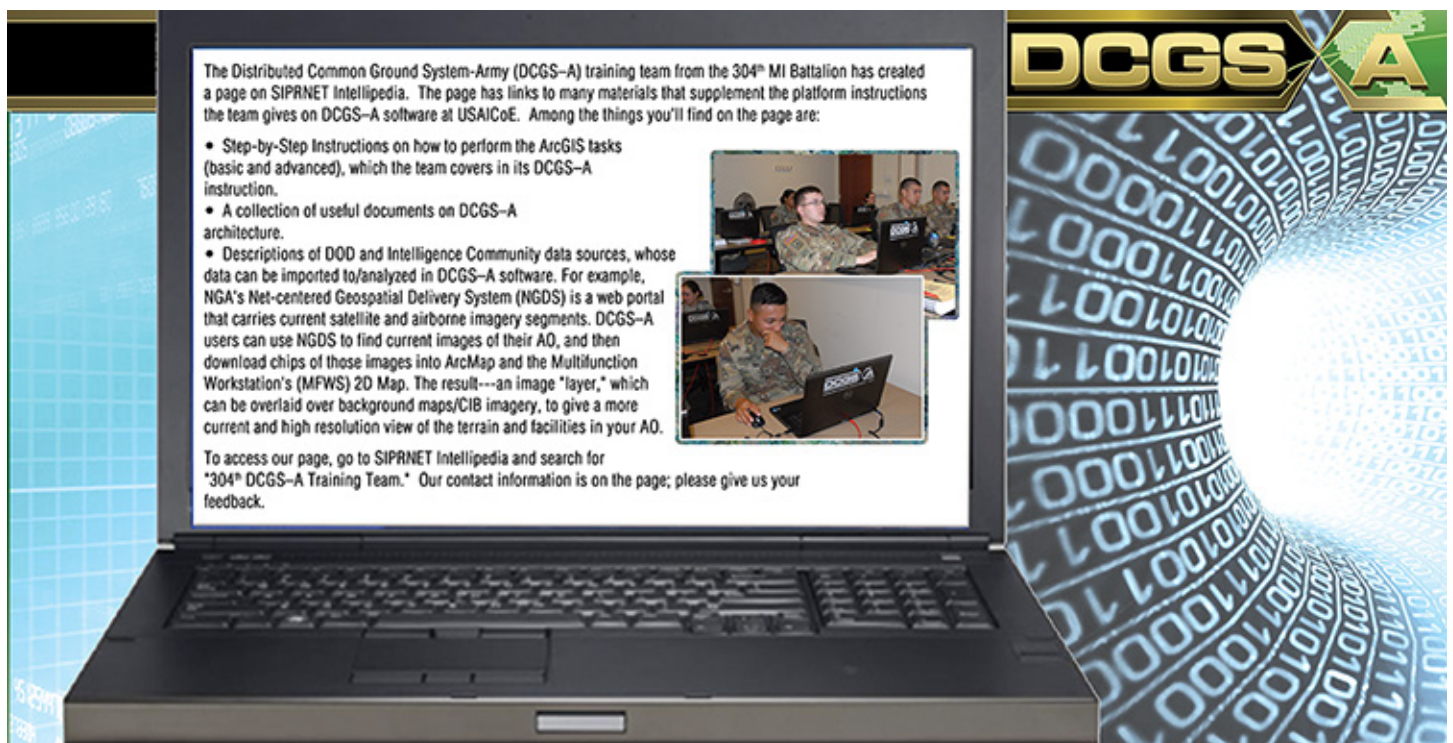 DCGS-A
The Distributed Common Ground System-Army (DCGS–A) training team from the 304th MI Battalion has created
a page on SIPRNET Intellipedia. The page has links to many materials that supplement the platform instructions
the team gives on DCGS–A software at USAICoE. Among the things you'll find on the page are:
• Step-by-Step Instructions on how to perform the ArcGIS tasks
(basic and advanced), which the team covers in its DCGS–A
instruction.
• A collection of useful documents on DCGS–A
architecture.
• Descriptions of DOD and Intelligence Community data sources, whose
data can be imported to/analyzed in DCGS–A software. For example,
NGA's Net-centered Geospatial Delivery System (NGDS) is a web portal
that carries current satellite and airborne imagery segments. DCGS–A
users can use NGDS to find current images of their AO, and then
download chips of those images into ArcMap and the Multifunction
Workstation's (MFWS) 2D Map. The result---an image "layer," which
can be overlaid over background maps/CIB imagery, to give a more
current and high resolution view of the terrain and facilities in your AO.
To access our page, go to SIPRNET Intellipedia and search for
"304th DCGS–A Training Team." Our contact information is on the page; please give us your
feedback.